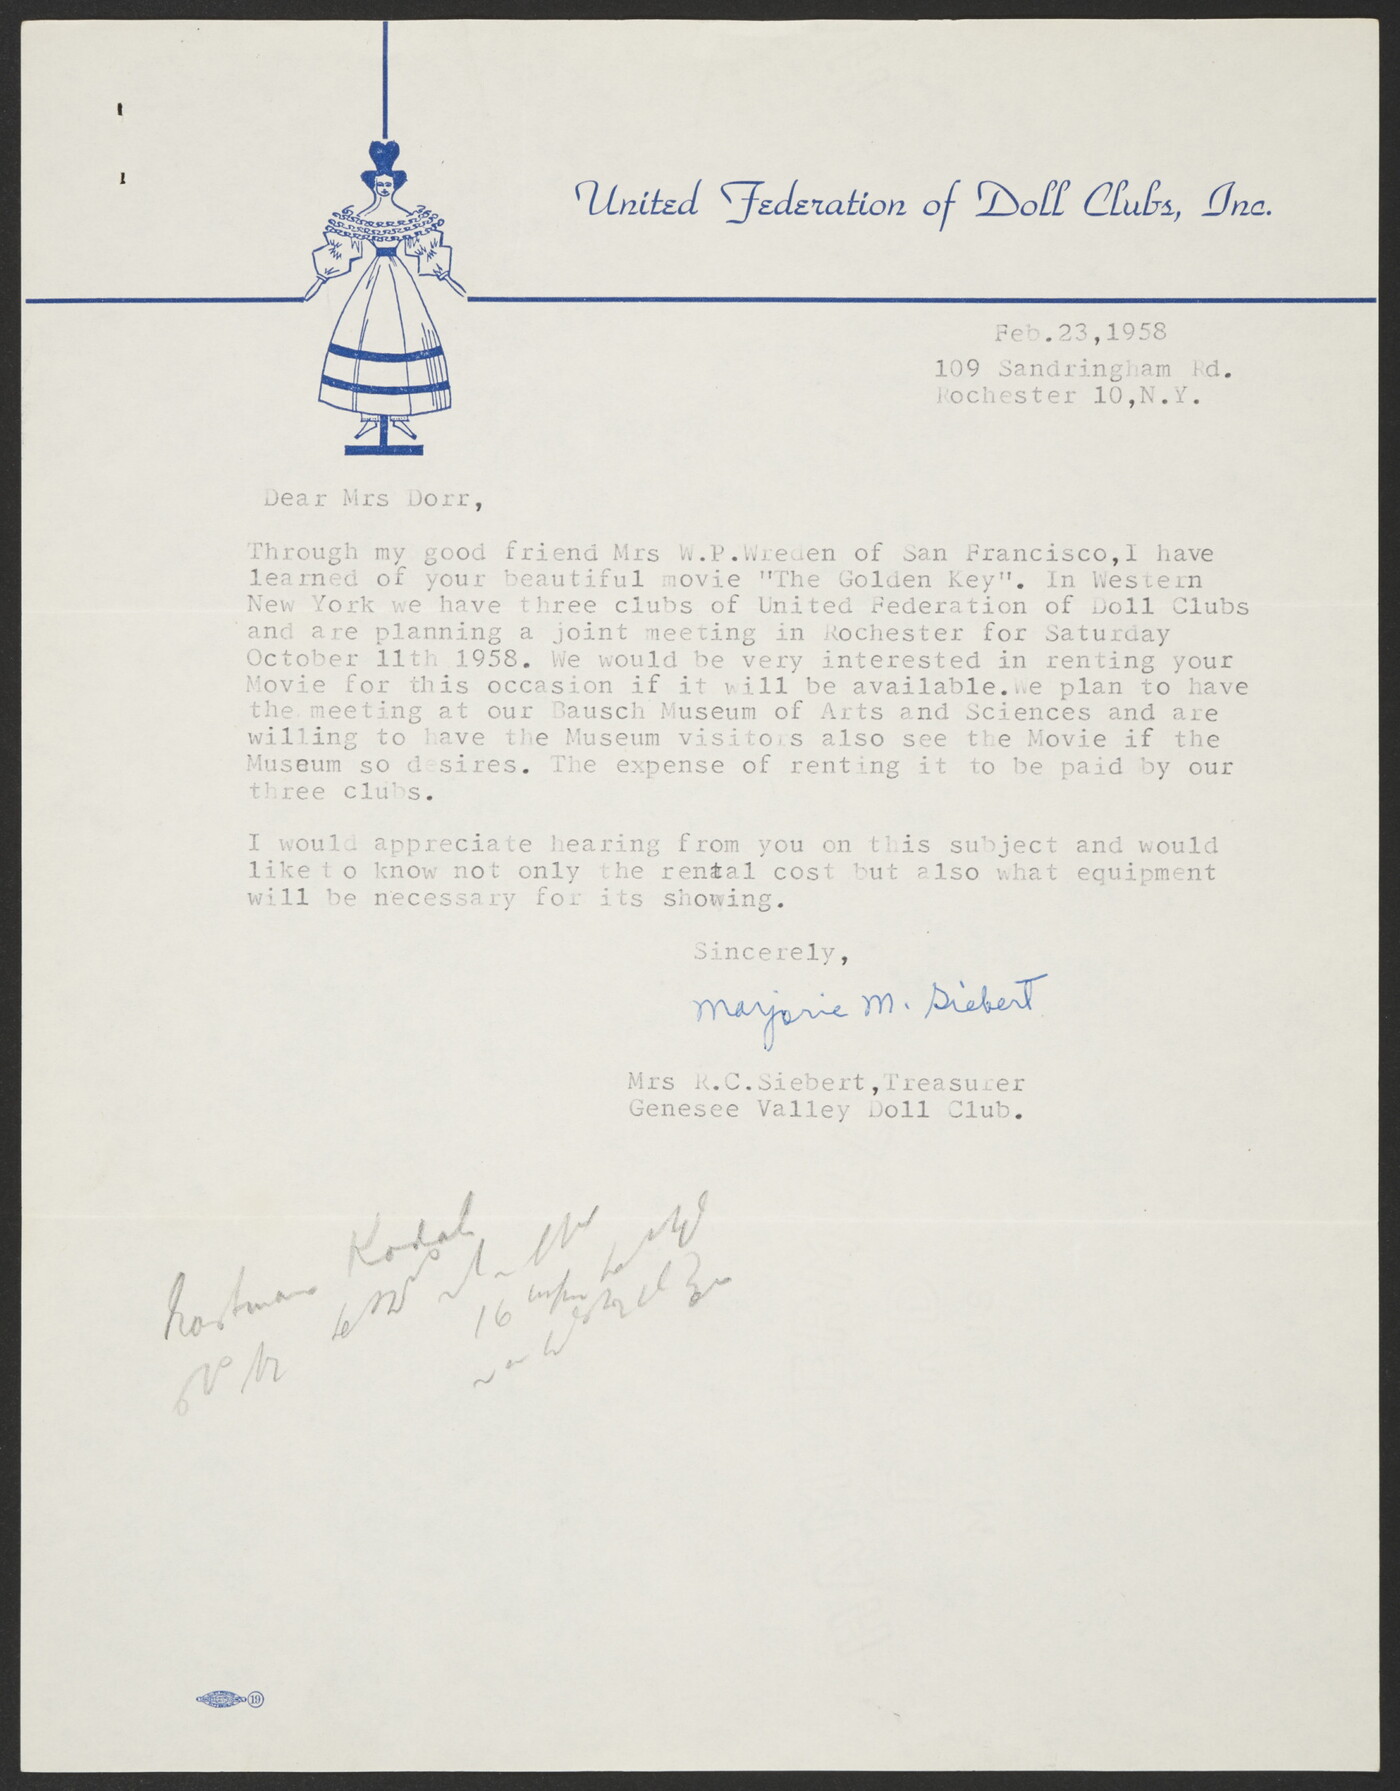 United Federation of Doll Clubs, Inc.
Feb.23,1958
109 Sandringham Rd.
Rochester 10,N.Y.
Dear Mrs Dorr,
Through my good friend Mrs W.P.Wreden of San Francisco,I have
learned of your beautiful movie "The Golden Key". In Western
New York we have three clubs of United Federation of Doll Clubs
and are planning a joint meeting in Rochester for Saturday
October 11th 1958. We would be very interested in renting your
Movie for this occasion if it will be available.We plan to have
the meeting at our Bausch Museum of Arts and Sciences and are
willing to have the Museum visitors also see the Movie if the
Museum so desires. The expense of renting it to be paid by our
three clubs.
I would appreciate hearing from you on this subject and would
like t o know not only the rental cost but also what equipment
will be necessary for its showing.
Sincerely,
Marjorie M. Siebert
Mrs R.C.Siebert,Treasurer
Genesee Valley Doll Club.
Eastman Kodak
16
19